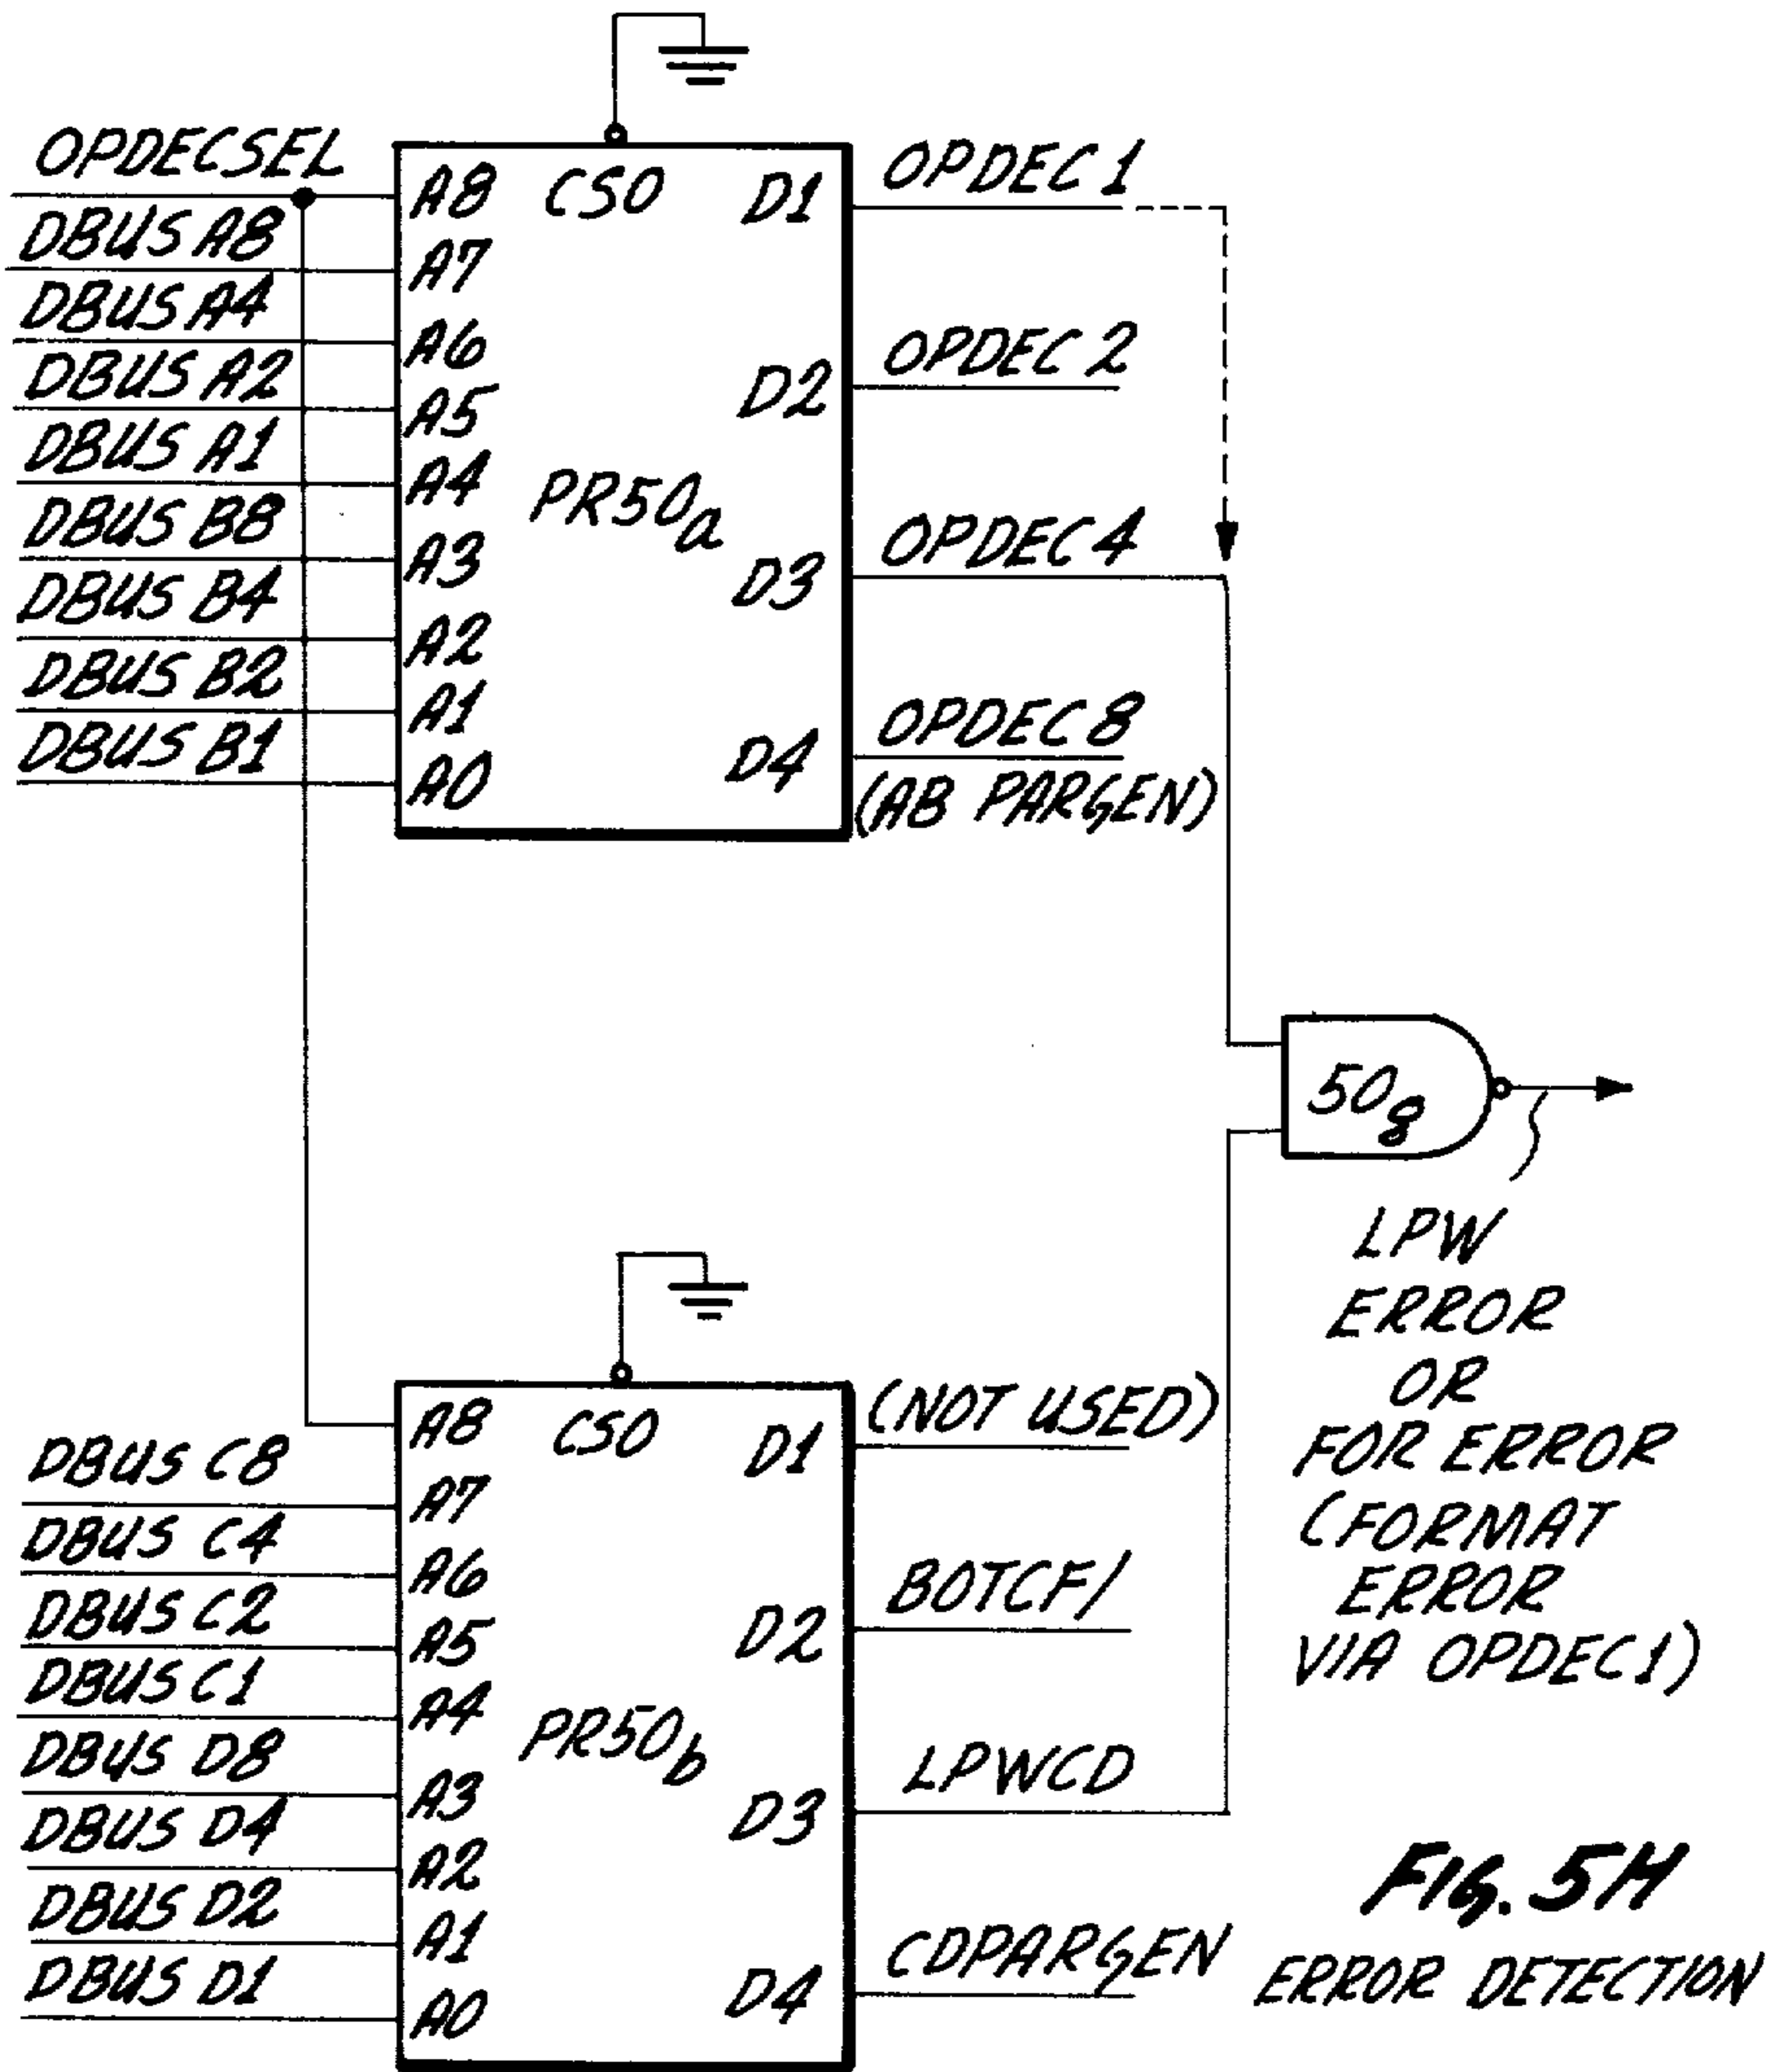 OPDECSEL
DBUS A8
DBUS A4
DBUS A2
DBUS A1
DBUS B8
DBUS B4
DBUS B2
DBUS B1
A8 CSO D1
A7
A6
A5 D2
A4
PR50a
A3 D3
A2
A1
A0 D4
OPDEC 1
OPDEC 2
OPDEC 4
OPDEC 8
(AB PARGEN)
50g
LPW
ERROR
OR
FOR ERROR
(FORMAT
ERROR
VIA OPDEC1)
DBUS C8
DBUS C4
DBUS C2
DBUS C1
DBUS D8
DBUS D4
DBUS D2
DBUS D1
A8 CSO D1
A7
A6
A5 D2
A4
PR50b
A3 D3
A2
A1
A0 D4
(NOT USED)
BOTCF/
LPWCD
CDPARGEN
FIG. 5H
ERROR DETECTION